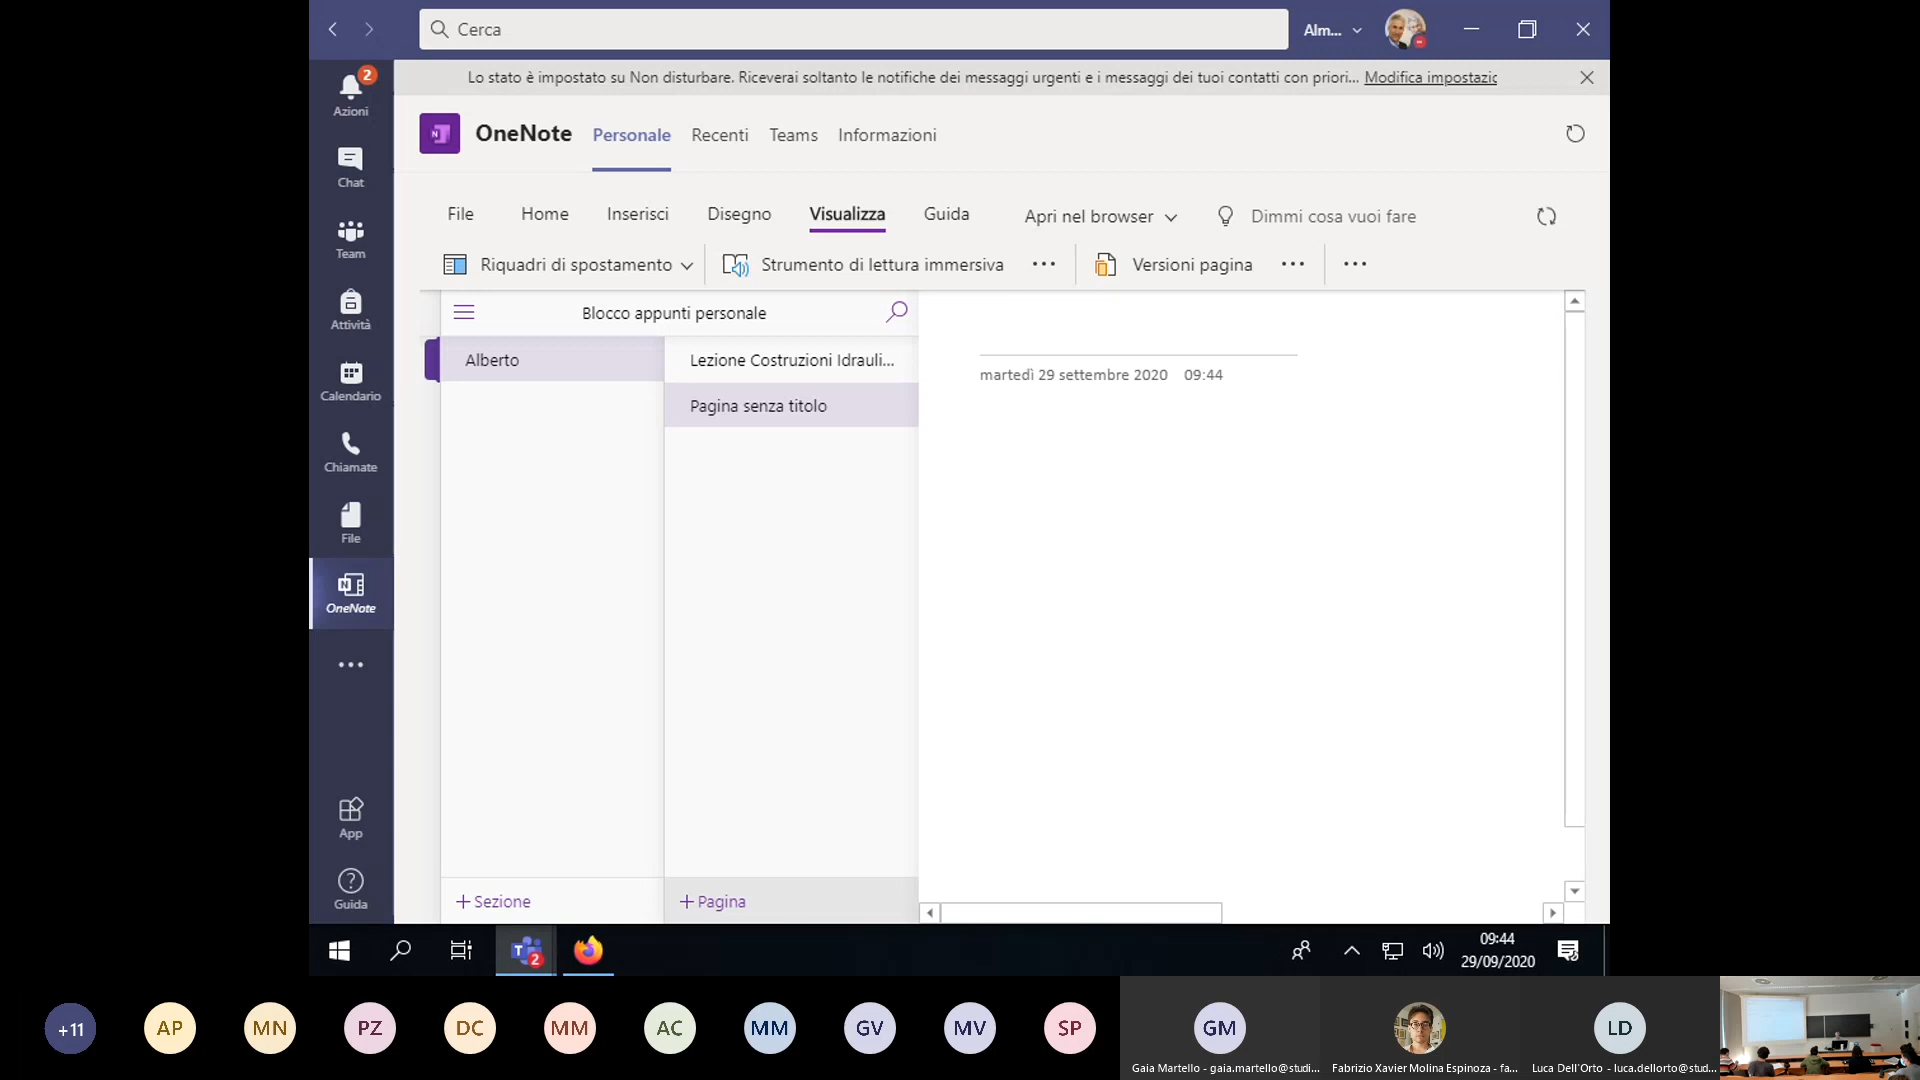 Cerca
Alm...
2
Azioni
Lo stato è impostato su Non disturbare. Riceverai soltanto le notifiche dei messaggi urgenti e i messaggi dei tuoi contatti con priori... Modifica impostazic
OneNote
Personale
Recenti
Teams
Informazioni
Chat
Team
Attività
Calendario
Chiamate
File
OneNote
App
Guida
File
Home
Inserisci
Disegno
Visualizza
Guida
Apri nel browser
Dimmi cosa vuoi fare
Riquadri di spostamento
Strumento di lettura immersiva
Versioni pagina
Blocco appunti personale
Alberto
Lezione Costruzioni Idrauli...
Pagina senza titolo
martedì 29 settembre 2020 09:44
+ Sezione
+ Pagina
2
09:44
29/09/2020
+11
AP
MN
PZ
DC
MM
AC
MM
GV
MV
SP
GM
LD
Gaia Martello - gaia.martello@studi...
Fabrizio Xavier Molina Espinoza - fa...
Luca Dell'Orto - luca.dellorto@stud...